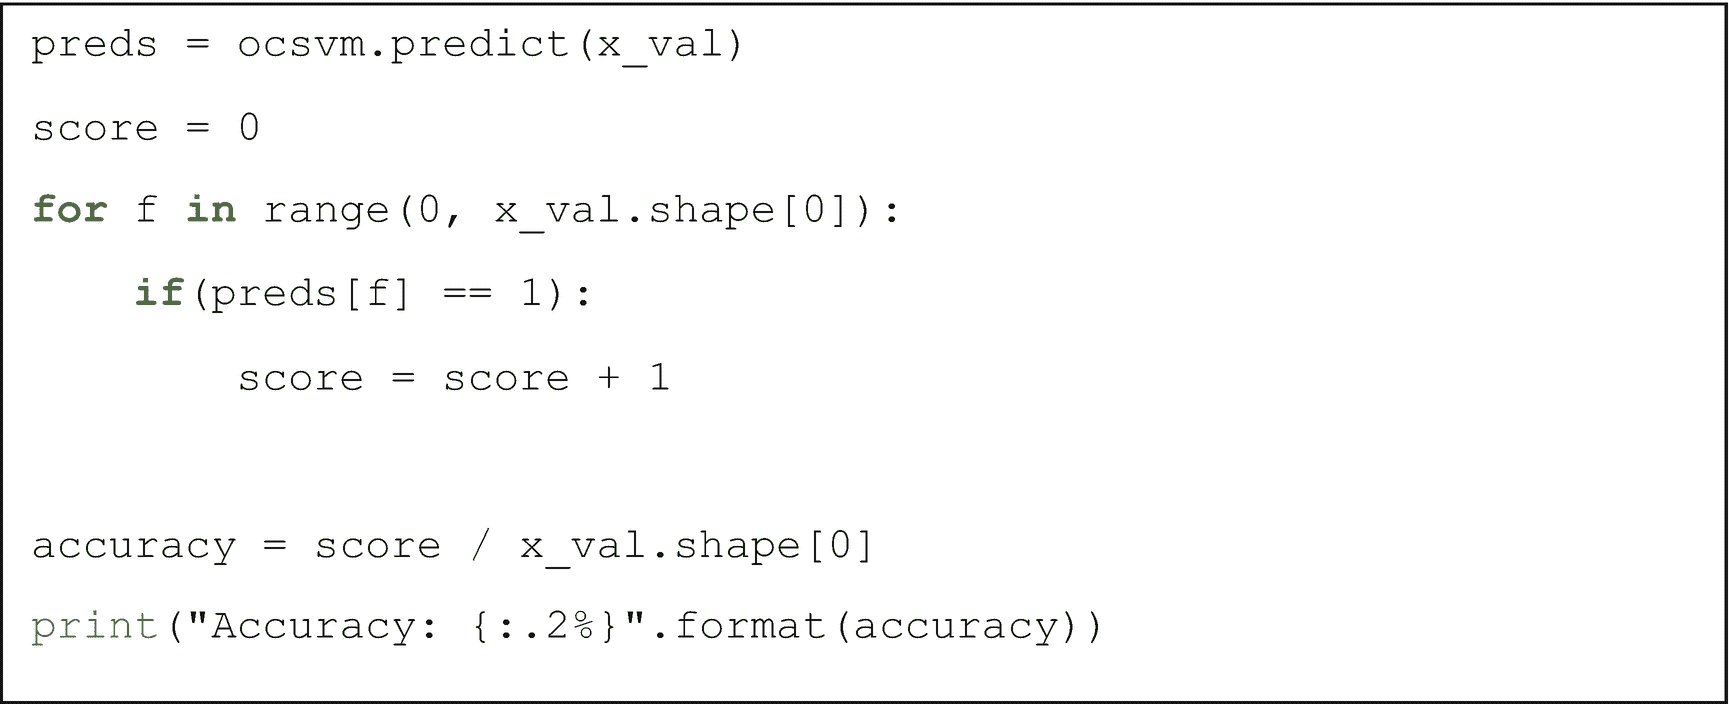 preds = ocsvm.predict(x_val)
score = 0
for f in range(0, x_val.shape[0]):
    if(preds[f] == 1):
        score = score + 1
accuracy = score / x_val.shape[0]
print("Accuracy: {:.2%}".format(accuracy))